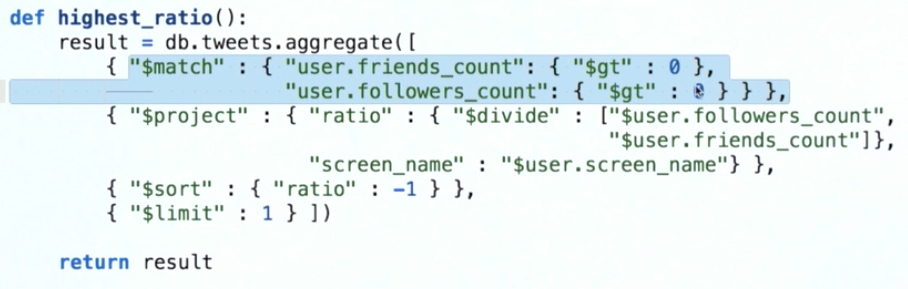 def highest_ratio():
    result = db.tweets.aggregate([
        { "$match" : { "user.friends_count": { "$gt" : 0 },
                       "user.followers_count": { "$gt" : 0 } } },
        { "$project" : { "ratio" : { "$divide" : ["$user.followers_count",
                                                  "$user.friends_count"]},
                         "screen_name" : "$user.screen_name"} },
        { "$sort" : { "ratio" : -1 } },
        { "$limit" : 1 } ])
    return result